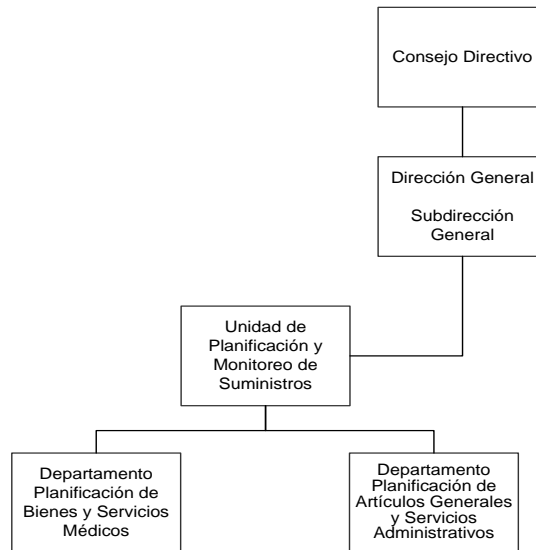 Consejo Directivo
Dirección General
Subdirección
General
Unidad de
Planificación y
Monitoreo de
Suministros
Departamento
Planificación de
Bienes y Servicios
Médicos
Departamento
Planificación de
Artículos Generales
y Servicios
Administrativos